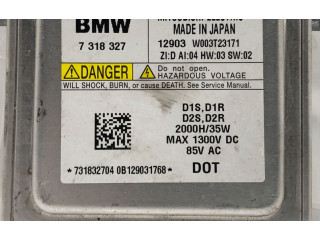 BMW
7 318 327
MITSUBISHI ELECTRIC
MADE IN JAPAN
12903 W003T23171
ZI:D AI:04 HW:03 SW:02
DANGER
Do not open.
HAZARDOUS VOLTAGE
WILL SHOCK, BURN, or cause DEATH. See Service Manual.
D1S,D1R
D2S,D2R
2000H/35W
MAX 1300V DC
85V AC
*731832704 0B129031768*
DOT